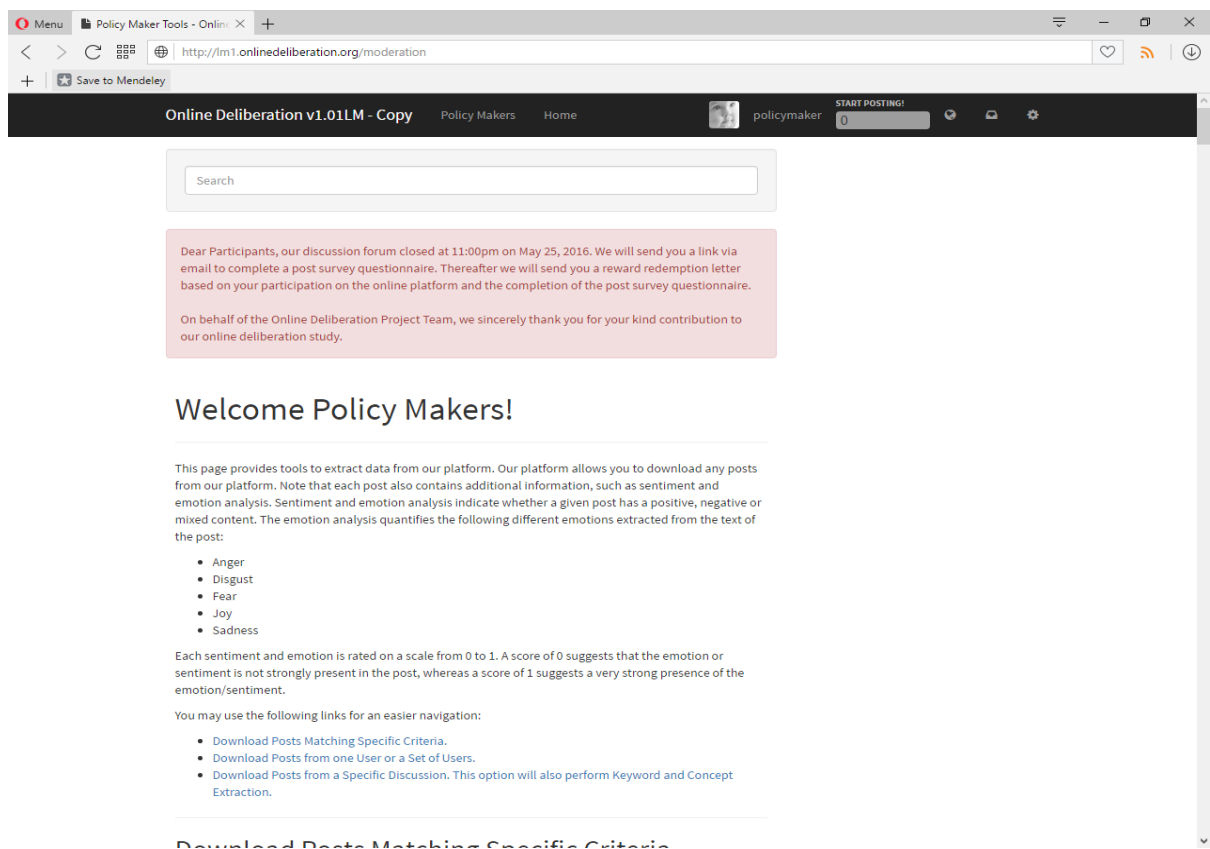 Menu
Policy Maker Tools - Onlin
http://lm1.onlinedeliberation.org/moderation
Save to Mendeley
Online Deliberation v1.01LM - Copy
Policy Makers
Home
policymaker
START POSTING!
0
Search
Dear Participants, our discussion forum closed at 11:00pm on May 25, 2016. We will send you a link via
email to complete a post survey questionnaire. Thereafter we will send you a reward redemption letter
based on your participation on the online platform and the completion of the post survey questionnaire.
On behalf of the Online Deliberation Project Team, we sincerely thank you for your kind contribution to
our online deliberation study.
Welcome Policy Makers!
This page provides tools to extract data from our platform. Our platform allows you to download any posts
from our platform. Note that each post also contains additional information, such as sentiment and
emotion analysis. Sentiment and emotion analysis indicate whether a given post has a positive, negative or
mixed content. The emotion analysis quantifies the following different emotions extracted from the text of
the post:
• Anger
• Disgust
• Fear
• Joy
• Sadness
Each sentiment and emotion is rated on a scale from 0 to 1. A score of 0 suggests that the emotion or
sentiment is not strongly present in the post, whereas a score of 1 suggests a very strong presence of the
emotion/sentiment.
You may use the following links for an easier navigation:
• Download Posts Matching Specific Criteria.
• Download Posts from one User or a Set of Users.
• Download Posts from a Specific Discussion. This option will also perform Keyword and Concept
Extraction.
Download Posts Matching Specific Criteria